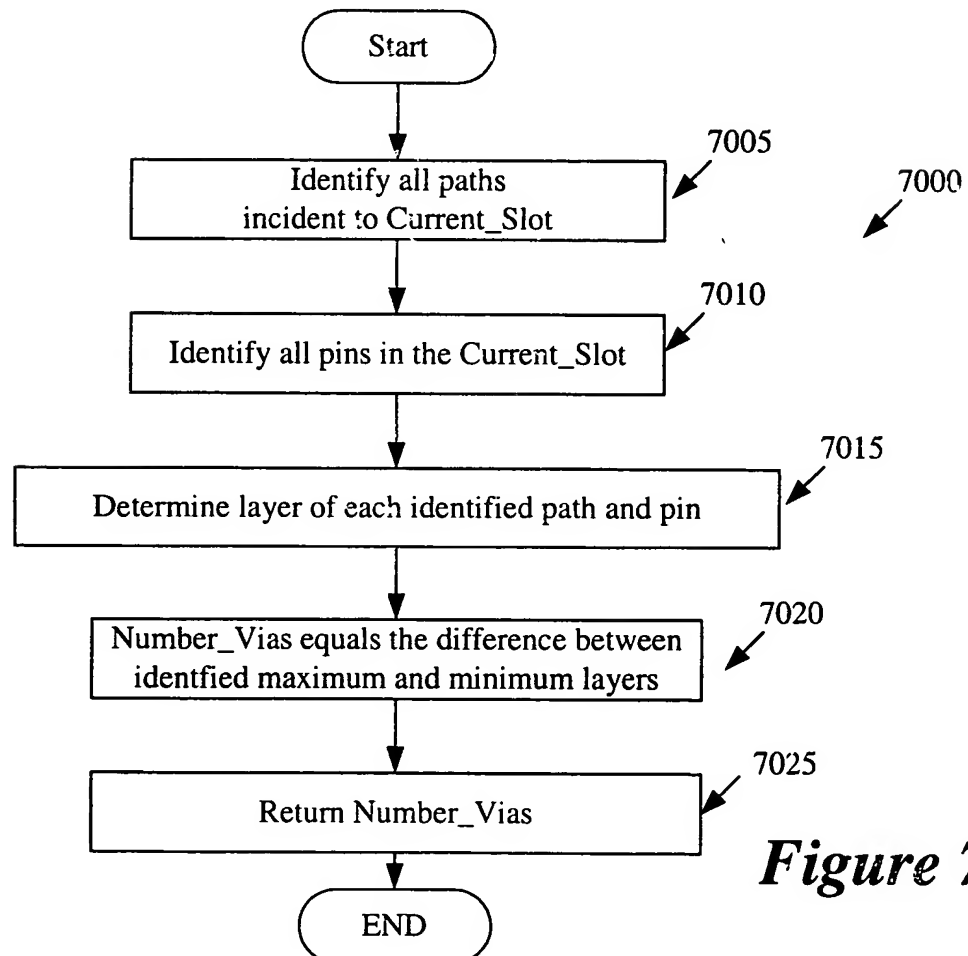 Start
7005
Identify all paths
incident to Current_Slot
7000
7010
Identify all pins in the Current_Slot
7015
Determine layer of each identified path and pin
7020
Number_Vias equals the difference between
identfied maximum and minimum layers
7025
Return Number_Vias
Figure
END